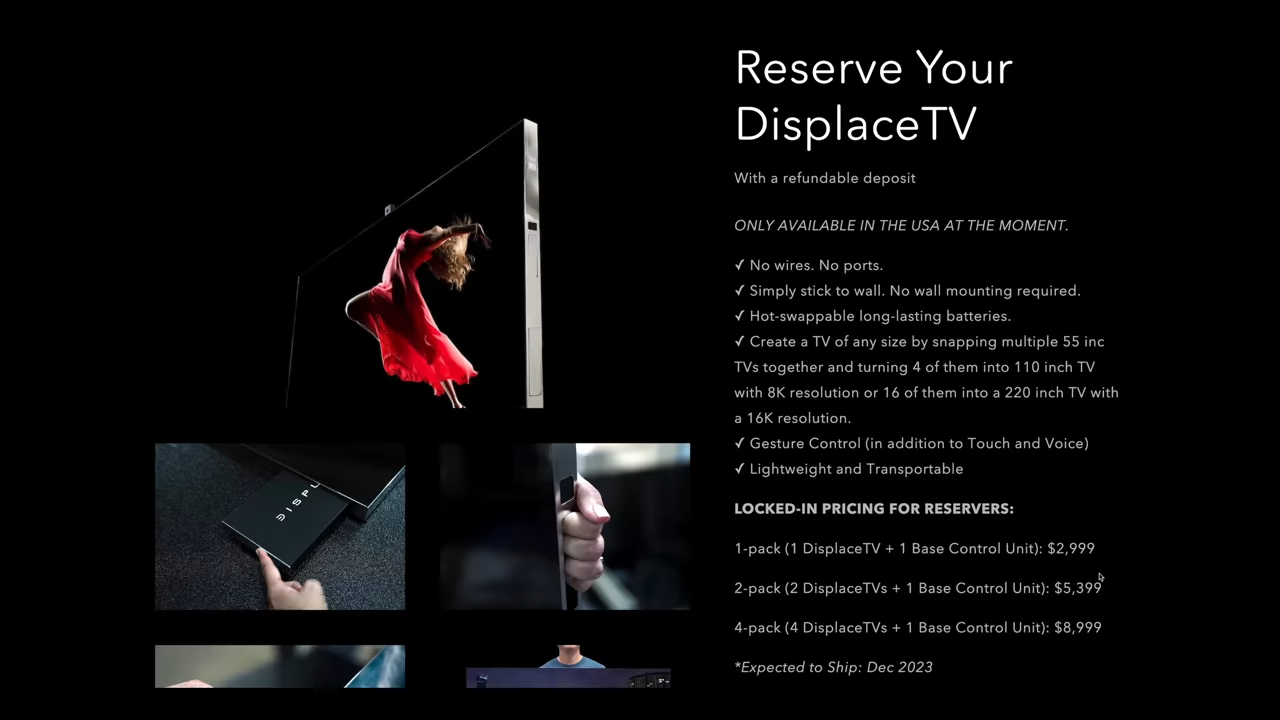 Reserve Your
DisplaceTV
With a refundable deposit
ONLY AVAILABLE IN THE USA AT THE MOMENT.
✓ No wires. No ports.
✓ Simply stick to wall. No wall mounting required.
✓ Hot-swappable long-lasting batteries.
✓ Create a TV of any size by snapping multiple 55 inc
TVs together and turning 4 of them into 110 inch TV
with 8K resolution or 16 of them into a 220 inch TV with
a 16K resolution.
✓ Gesture Control (in addition to Touch and Voice)
✓ Lightweight and Transportable
LOCKED-IN PRICING FOR RESERVERS:
1-pack (1 DisplaceTV + 1 Base Control Unit): $2,999
2-pack (2 DisplaceTVs + 1 Base Control Unit): $5,399
4-pack (4 DisplaceTVs + 1 Base Control Unit): $8,999
*Expected to Ship: Dec 2023
DISPL